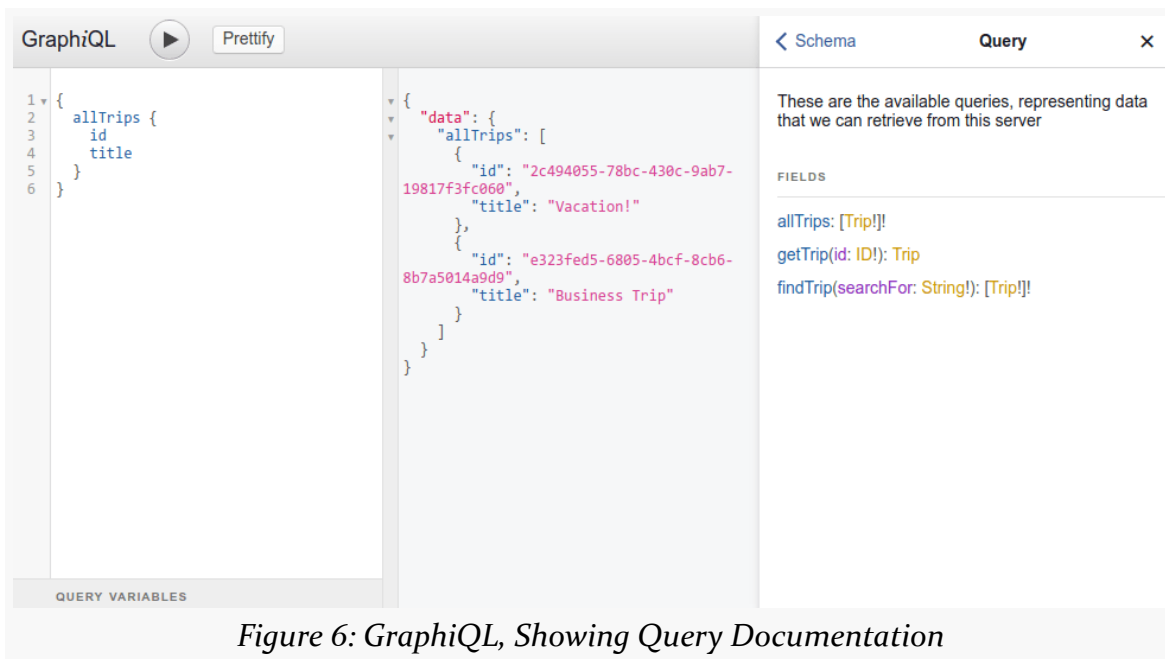 GraphiQL
Prettify
Schema
Query
1 {
2 allTrips {
3 id
4 title
5 }
6 }
QUERY VARIABLES
{
"data": {
"allTrips": [
{
"id": "2c494055-78bc-430c-9ab7-
19817f3fc060",
"title": "Vacation!"
},
{
"id": "e323fed5-6805-4bcf-8cb6-
8b7a5014a9d9",
"title": "Business Trip"
}
]
}
}
These are the available queries, representing data
that we can retrieve from this server
FIELDS
allTrips: [Trip!]!
getTrip(id: ID!): Trip
findTrip(searchFor: String!): [Trip!]!
Figure 6: GraphiQL, Showing Query Documentation